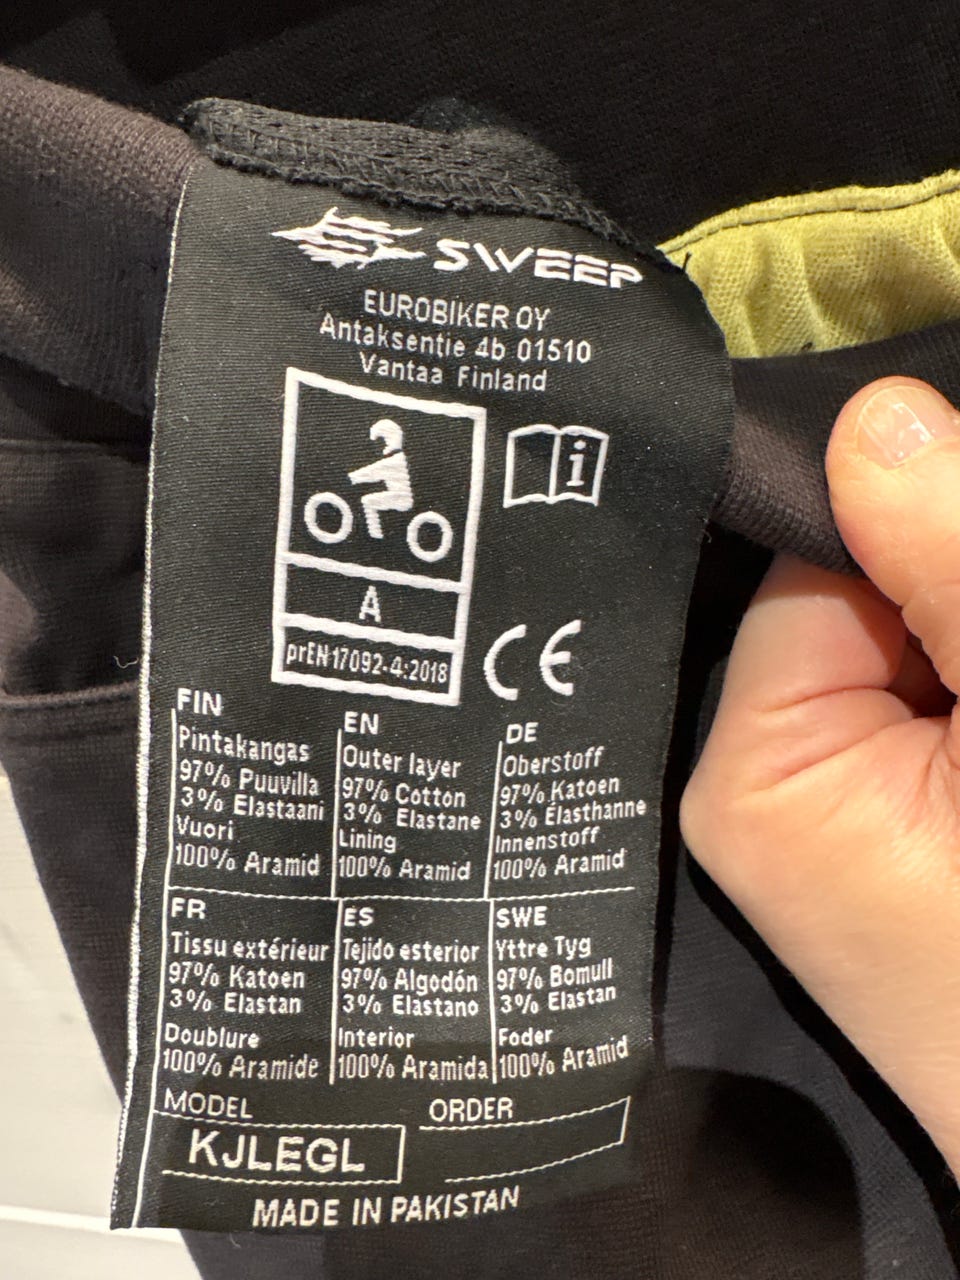 SWEEP
EUROBIKER OY
Antaksentie 4b 01510
Vantaa Finland
i
A
prEN17092-4:2018
CE
FIN
Pintakangas
97% Puuvilla
3% Elastaani
Vuori
100% Aramid
EN
Outer layer
97% Cotton
3% Elastane
Lining
100% Aramid
DE
Oberstoff
97% Katoen
3% Élasthanne
Innenstoff
100% Aramid
FR
Tissu extérieur
97% Katoen
3% Elastan
Doublure
100% Aramide
ES
Tejido esterior
97% Algodón
3% Elastano
Interior
100% Aramida
SWE
Yttre Tyg
97% Bomull
3% Elastan
Foder
100% Aramid
MODEL
KJLEGL
ORDER
MADE IN PAKISTAN